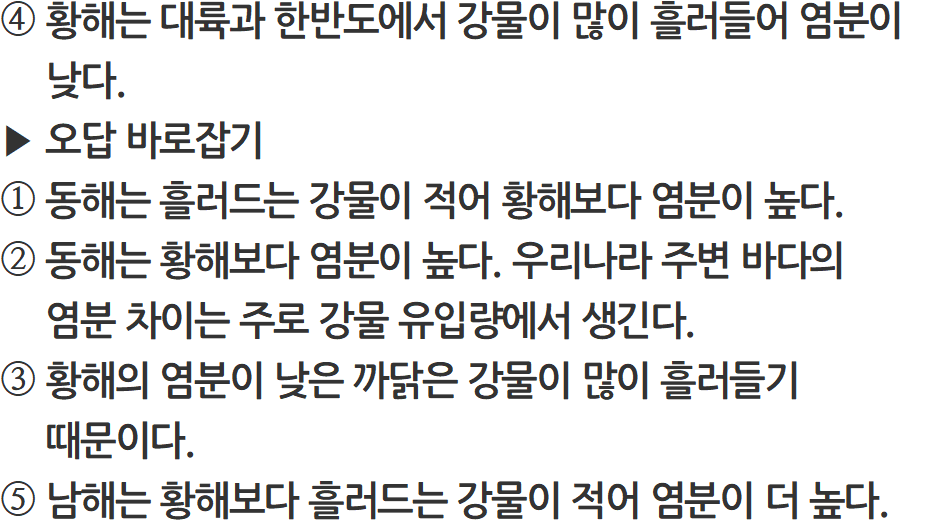 ④ 황해는 대륙과 한반도에서 강물이 많이 흘러들어 염분이
낮다.
▶ 오답 바로잡기
① 동해는 흘러드는 강물이 적어 황해보다 염분이 높다.
② 동해는 황해보다 염분이 높다. 우리나라 주변 바다의
염분 차이는 주로 강물 유입량에서 생긴다.
③ 황해의 염분이 낮은 까닭은 강물이 많이 흘러들기
때문이다.
⑤ 남해는 황해보다 흘러드는 강물이 적어 염분이 더 높다.